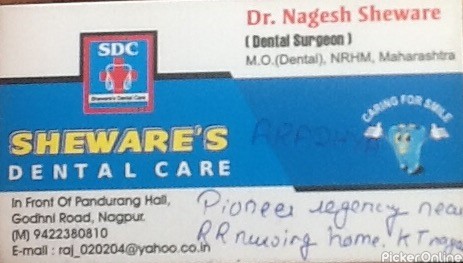 Dr. Nagesh Sheware
(Dental Surgeon)
M.O.(Dental), NRHM, Maharashtra
SDC
Sheware's Dental Care
CARING FOR SMILE
SHEWARE'S
DENTAL CARE
ARADHYA
In Front Of Pandurang Hall,
Godhni Road, Nagpur.
(M) 9422380810
E-mail : raj_020204@yahoo.co.in
Pioneer regency near
RR nursing home. KT naga
PickerOnline